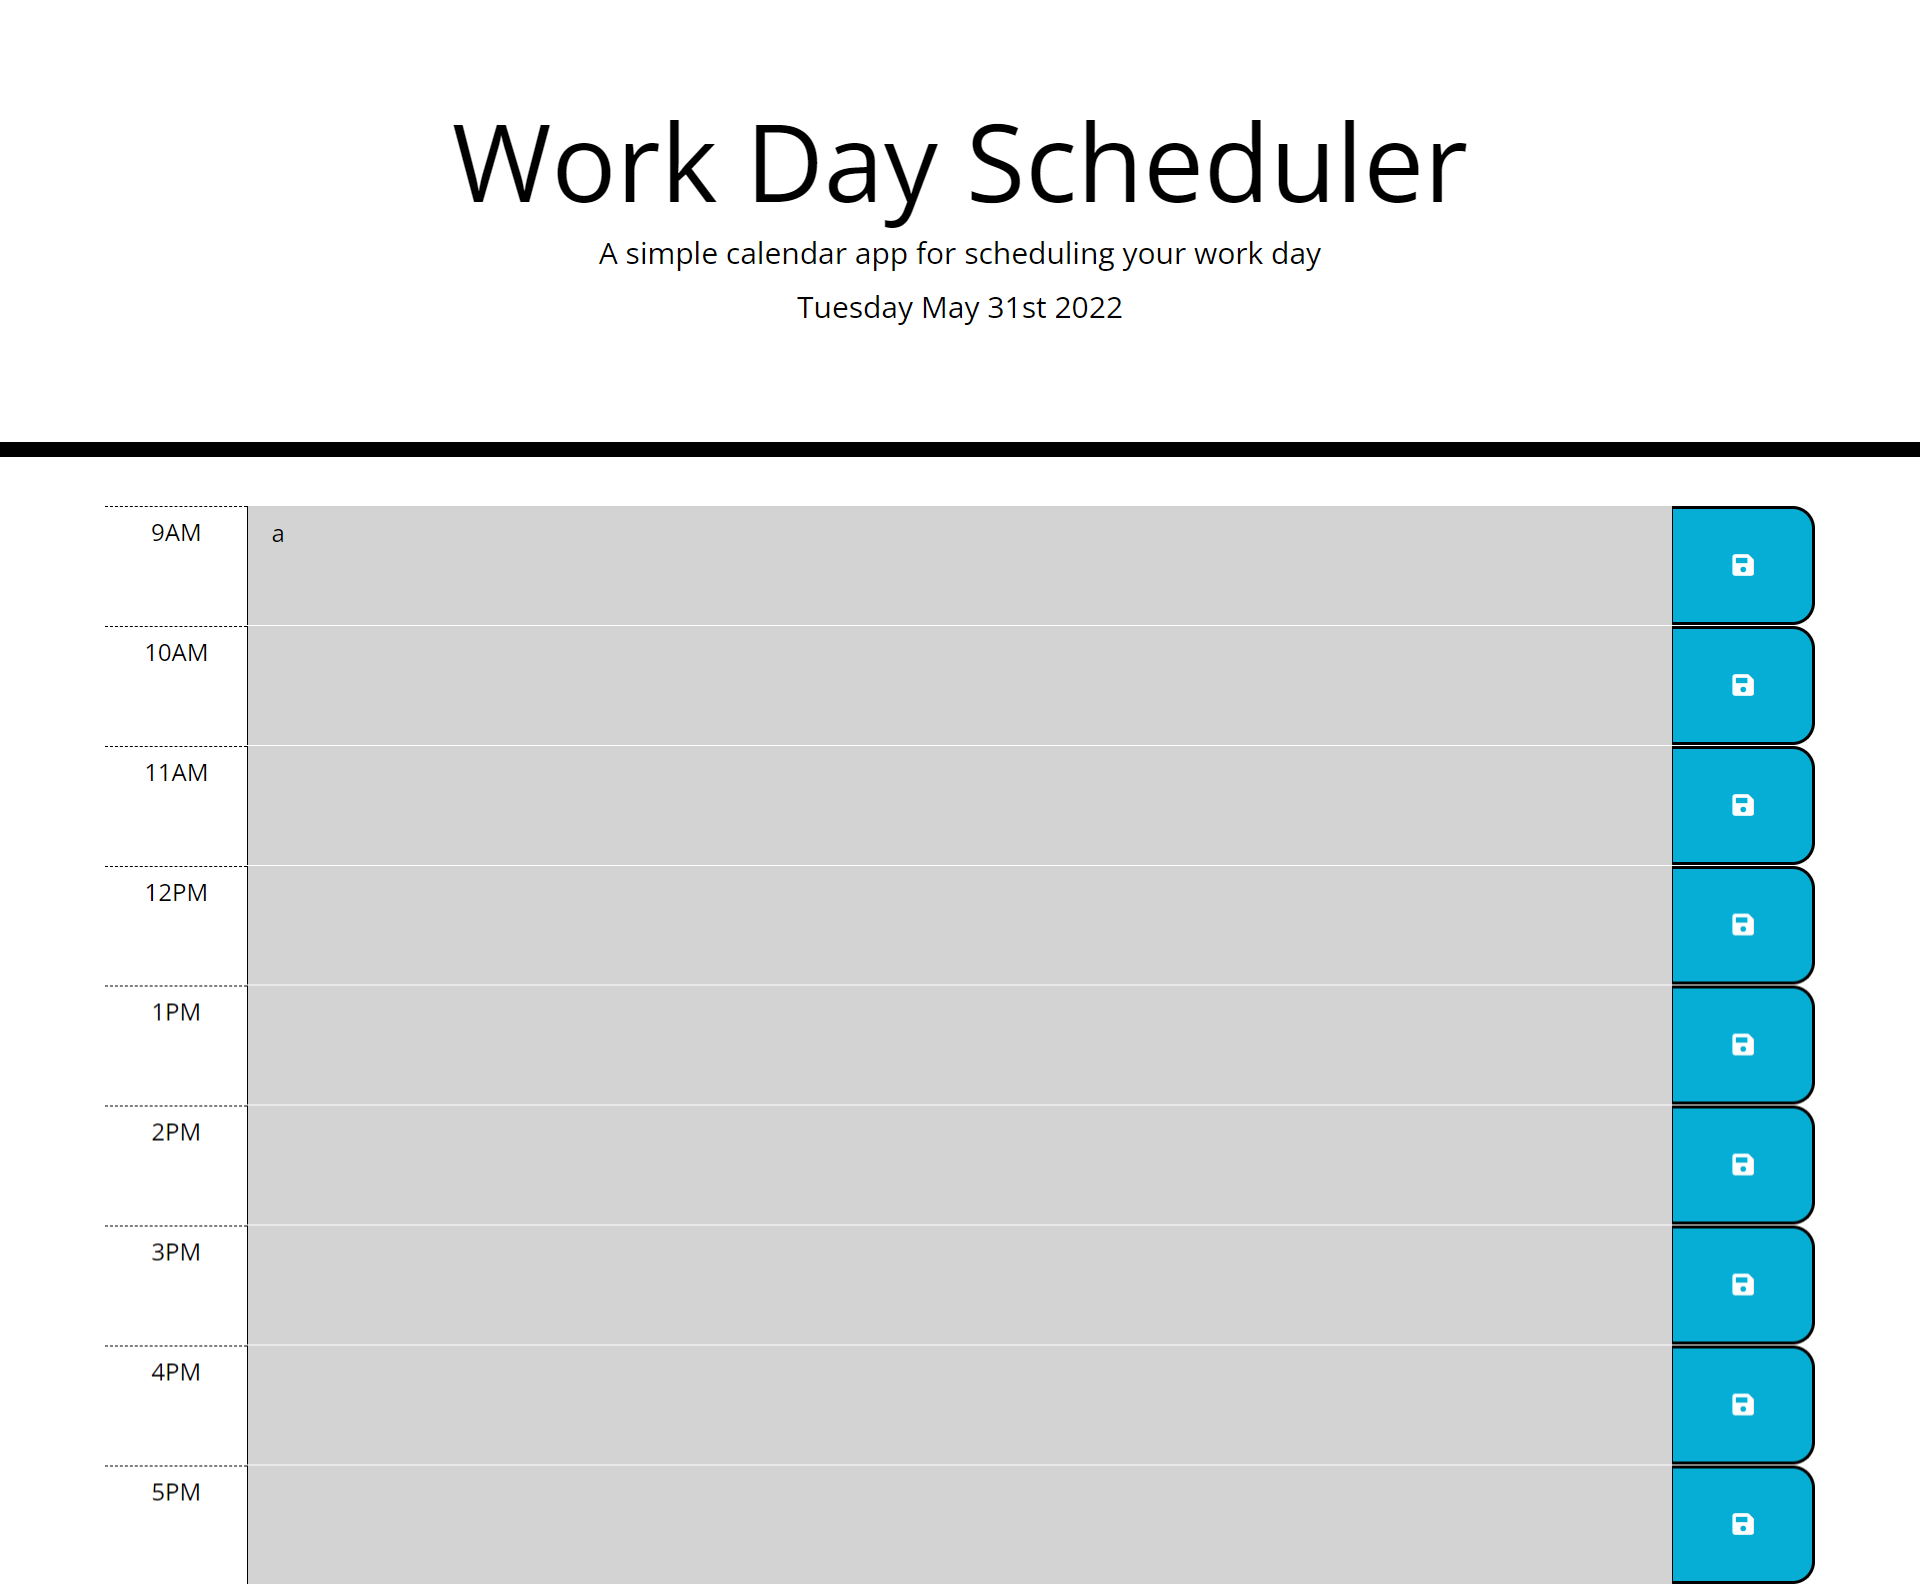 Work Day Scheduler
A simple calendar app for scheduling your work day
Tuesday May 31st 2022
9AM a
10AM
11AM
12PM
1PM
2PM
3PM
4PM
5PM